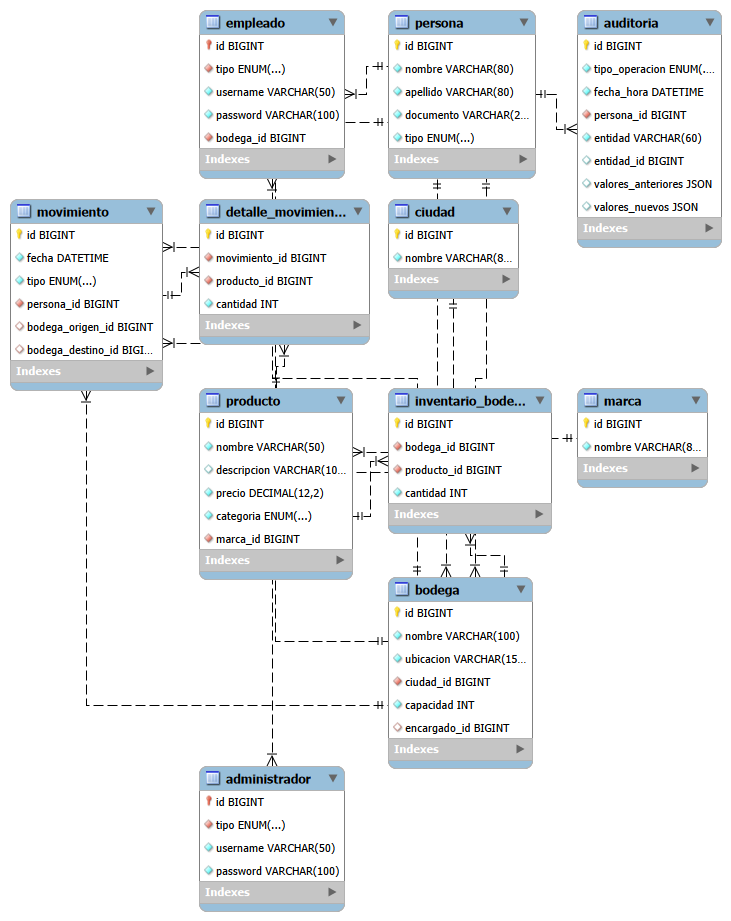 empleado
id BIGINT
tipo ENUM(...)
username VARCHAR(50)
password VARCHAR(100)
bodega_id BIGINT
Indexes
persona
id BIGINT
nombre VARCHAR(80)
apellido VARCHAR(80)
documento VARCHAR(2...
tipo ENUM(...)
Indexes
auditoria
id BIGINT
tipo_operacion ENUM(...
fecha_hora DATETIME
persona_id BIGINT
entidad VARCHAR(60)
entidad_id BIGINT
valores_anteriores JSON
valores_nuevos JSON
Indexes
movimiento
id BIGINT
fecha DATETIME
tipo ENUM(...)
persona_id BIGINT
bodega_origen_id BIGINT
bodega_destino_id BIGI...
Indexes
detalle_movimien...
id BIGINT
movimiento_id BIGINT
producto_id BIGINT
cantidad INT
Indexes
ciudad
id BIGINT
nombre VARCHAR(8...
Indexes
producto
id BIGINT
nombre VARCHAR(50)
descripcion VARCHAR(10...
precio DECIMAL(12,2)
categoria ENUM(...)
marca_id BIGINT
Indexes
inventario_bode...
id BIGINT
bodega_id BIGINT
producto_id BIGINT
cantidad INT
Indexes
marca
id BIGINT
nombre VARCHAR(8...
Indexes
bodega
id BIGINT
nombre VARCHAR(100)
ubicacion VARCHAR(15...
ciudad_id BIGINT
capacidad INT
encargado_id BIGINT
Indexes
administrador
id BIGINT
tipo ENUM(...)
username VARCHAR(50)
password VARCHAR(100)
Indexes